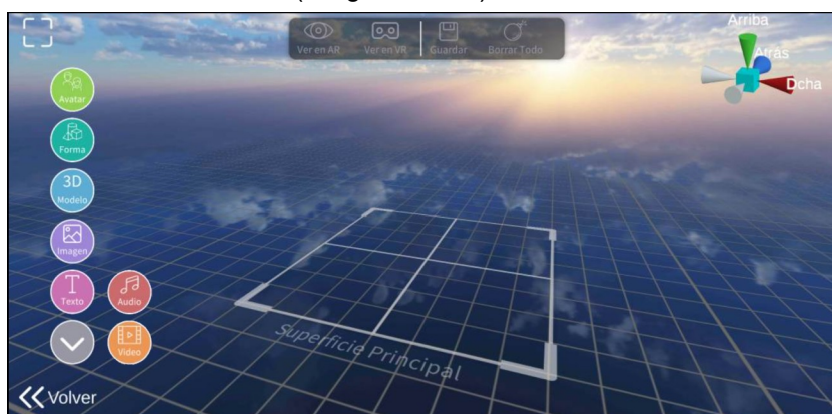 Arriba
Ver en AR
Ver en VR
Guardar
Borrar Todo
Atrás
Dcha
Avatar
Forma
3D
Modelo
Imagen
T
Texto
Audio
Vídeo
Superficie Principal
Volver